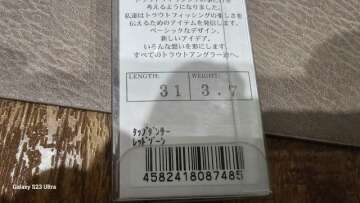 考えるようになりました。
私達はトラウトフィッシングの楽しさを
伝えるためのアイテムを発信します。
ベーシックなデザイン。
新しいアイデア。
いろんな想いを形にします。
すべてのトラウトアングラー達へ。
LENGTH: WEIGHT:
31 3.7
タップダンサー
レッドゾーン
4582418087485
Galaxy S23 Ultra